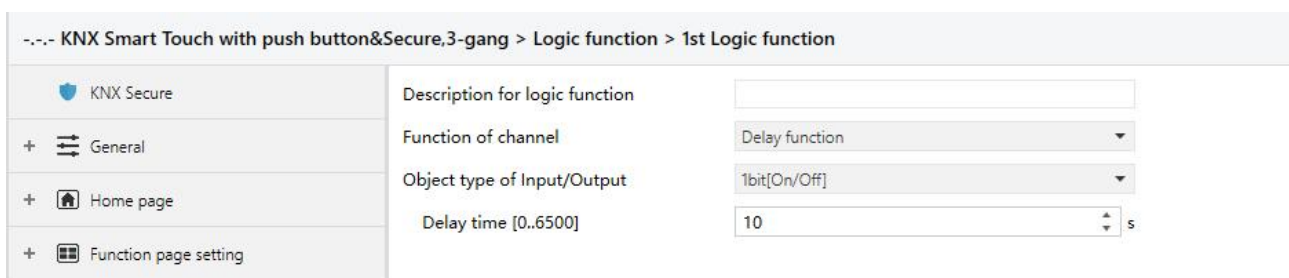 -.-.- KNX Smart Touch with push button&Secure,3-gang > Logic function > 1st Logic function
KNX Secure
Description for logic function
+ General
Function of channel
Delay function
Object type of Input/Output
1bit[On/Off]
+ Home page
Delay time [0..6500]
10
s
+ Function page setting